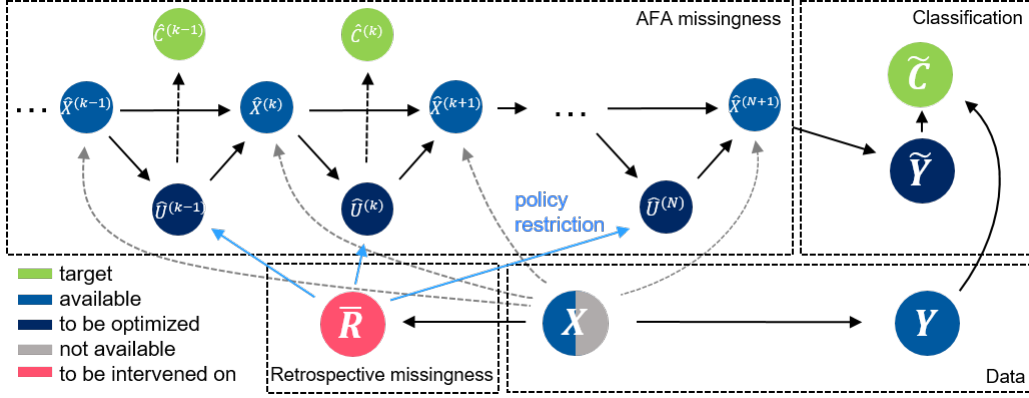 AFA missingness
Classification
Ĉ^(k-1)
Ĉ^(k)
C̃
... X̂^(k-1)
X̂^(k)
X̂^(k+1)
...
X̂^(N+1)
Ỹ
Û^(k-1)
Û^(k)
Û^(N)
policy
restriction
target
available
to be optimized
not available
to be intervened on
R̅
X
Y
Retrospective missingness
Data